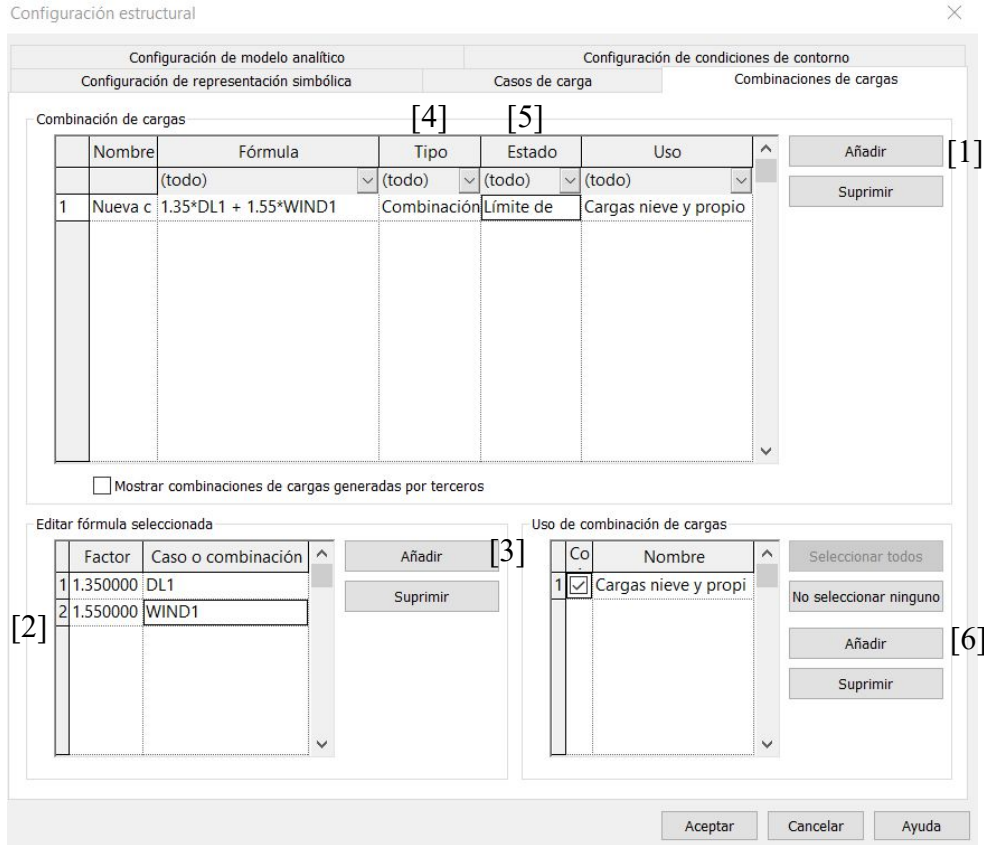 Configuración estructural
Configuración de modelo analítico Configuración de condiciones de contorno
Configuración de representación simbólica Casos de carga Combinaciones de cargas
Combinación de cargas [4] [5]
Nombre Fórmula Tipo Estado Uso Añadir [1]
(todo) (todo) (todo) (todo) Suprimir
1 Nueva c 1.35*DL1 + 1.55*WIND1 Combinación Límite de Cargas nieve y propio
Mostrar combinaciones de cargas generadas por terceros
Editar fórmula seleccionada Uso de combinación de cargas
Factor Caso o combinación Añadir [3] Co Nombre Seleccionar todos
1 1.350000 DL1 Suprimir 1 Cargas nieve y propi No seleccionar ninguno
2 1.550000 WIND1
[2] Añadir [6]
Suprimir
Aceptar Cancelar Ayuda